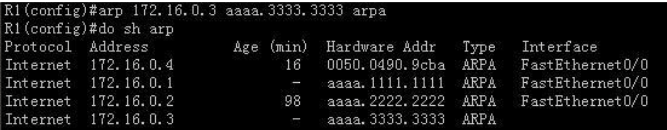 R1(config)#arp 172.16.0.3 aaaa.3333.3333 arpa
R1(config)#do sh arp
Protocol  Address          Age (min)  Hardware Addr   Type   Interface
Internet  172.16.0.4              16   0050.0490.9cba  ARPA   FastEthernet0/0
Internet  172.16.0.1               -   aaaa.1111.1111  ARPA   FastEthernet0/0
Internet  172.16.0.2              98   aaaa.2222.2222  ARPA   FastEthernet0/0
Internet  172.16.0.3               -   aaaa.3333.3333  ARPA